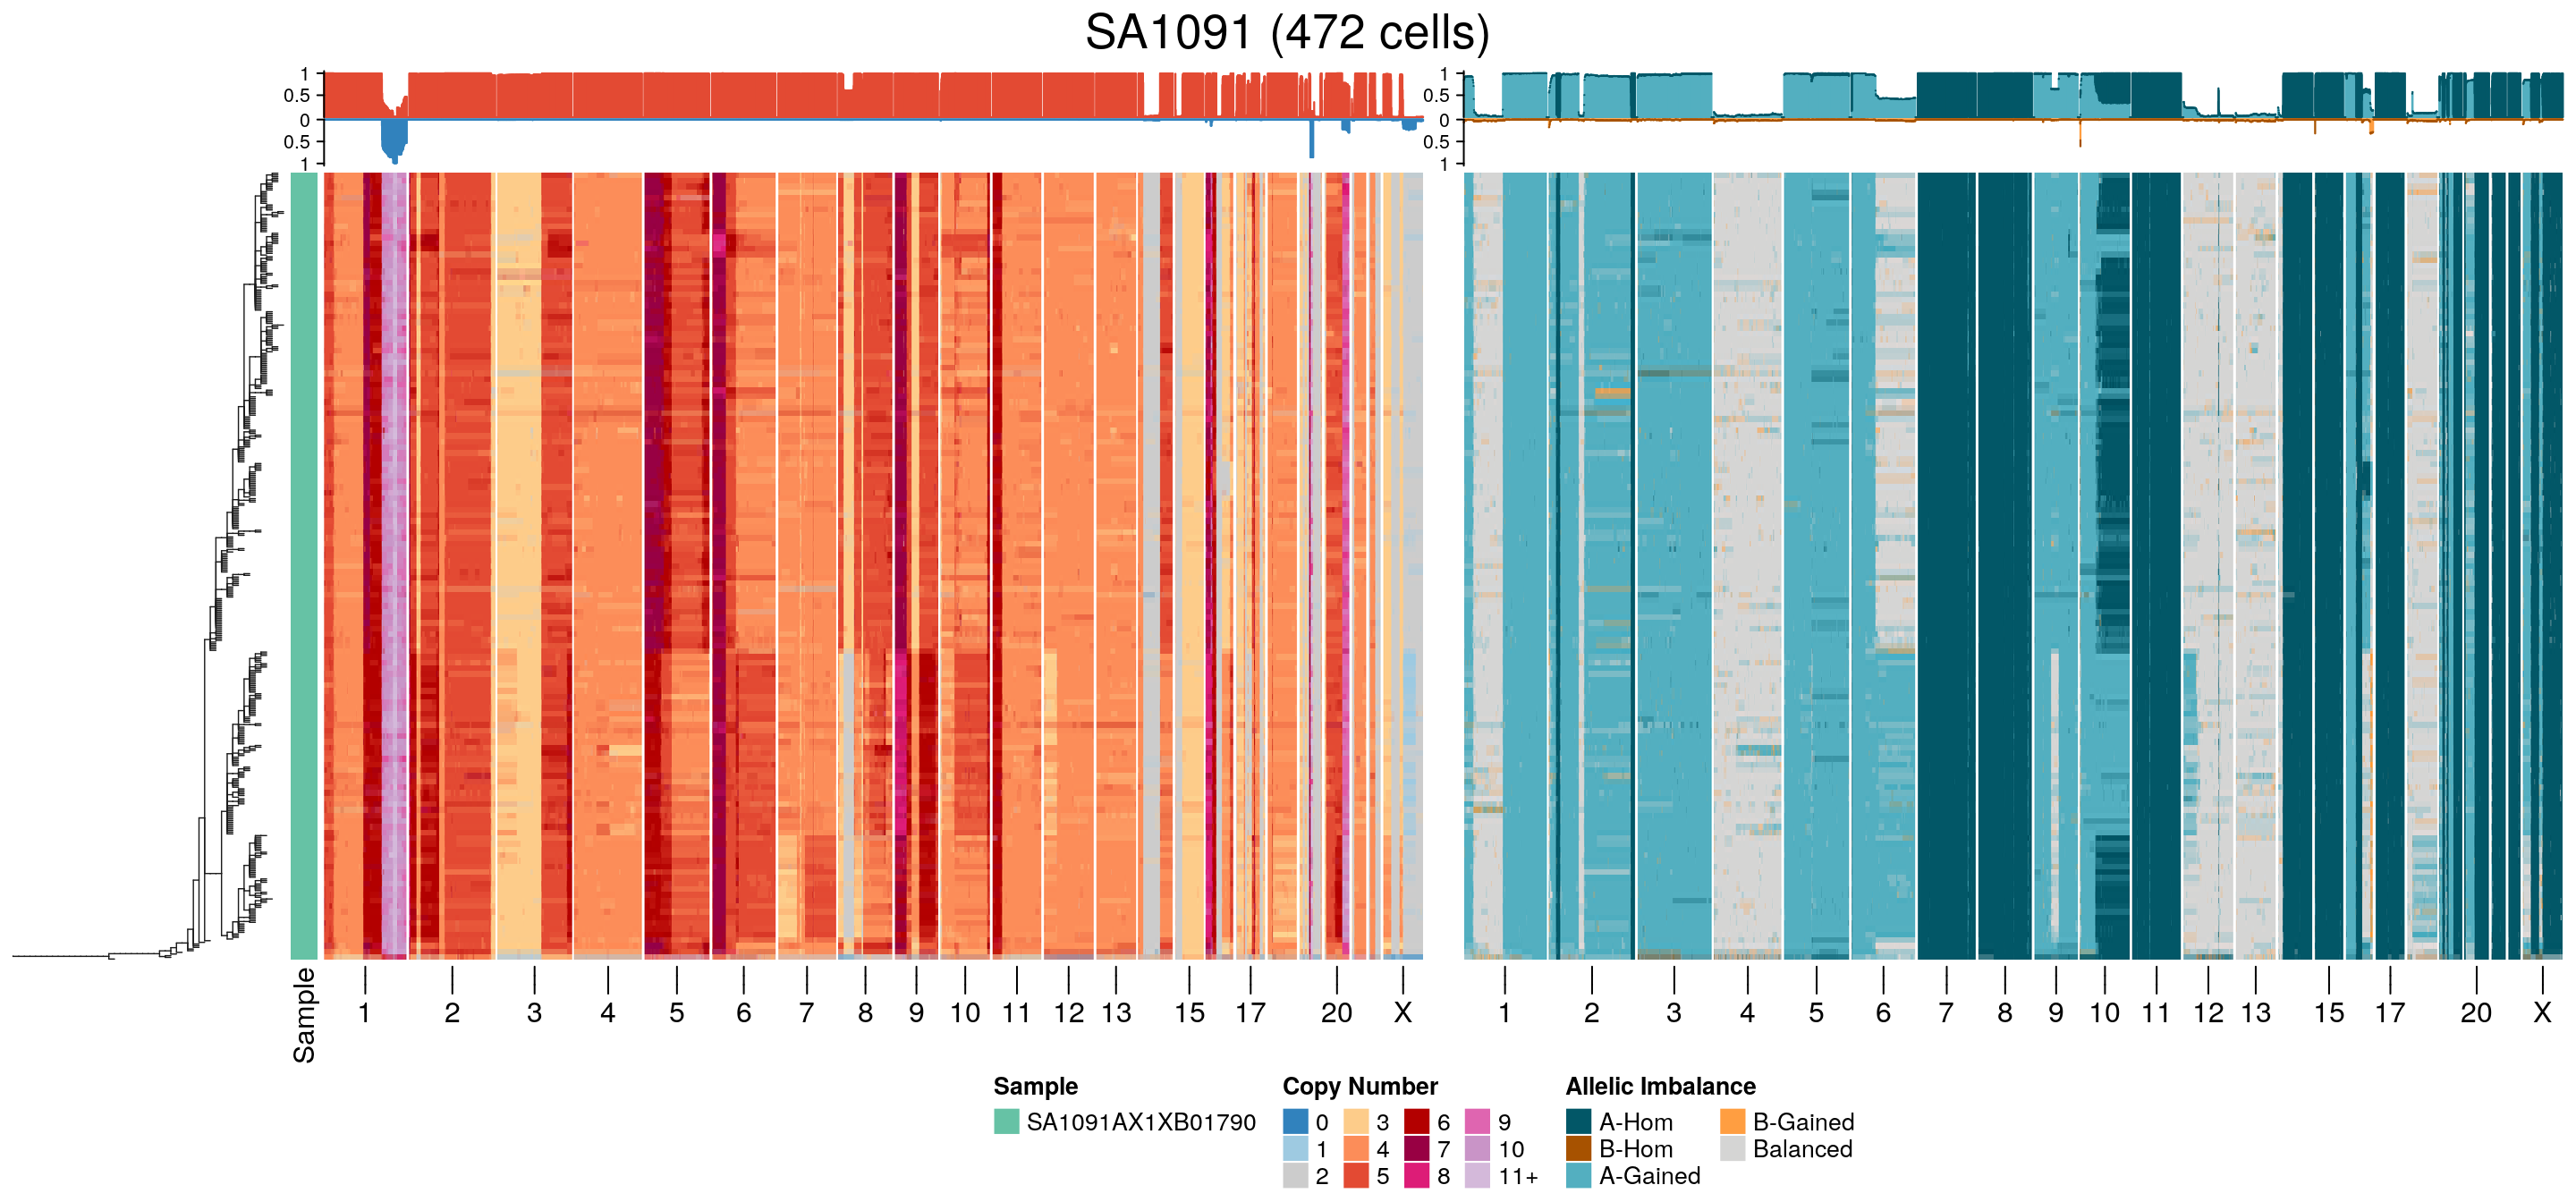 SA1091 (472 cells)
1
0.5
0
0.5
1
1
0.5
0
0.5
1
Sample
1 2 3 4 5 6 7 8 9 10 11 12 13 15 17 20 X
1 2 3 4 5 6 7 8 9 10 11 12 13 15 17 20 X
Sample
SA1091AX1XB01790
Copy Number
0 3 6 9
1 4 7 10
2 5 8 11+
Allelic Imbalance
A-Hom B-Gained
B-Hom Balanced
A-Gained